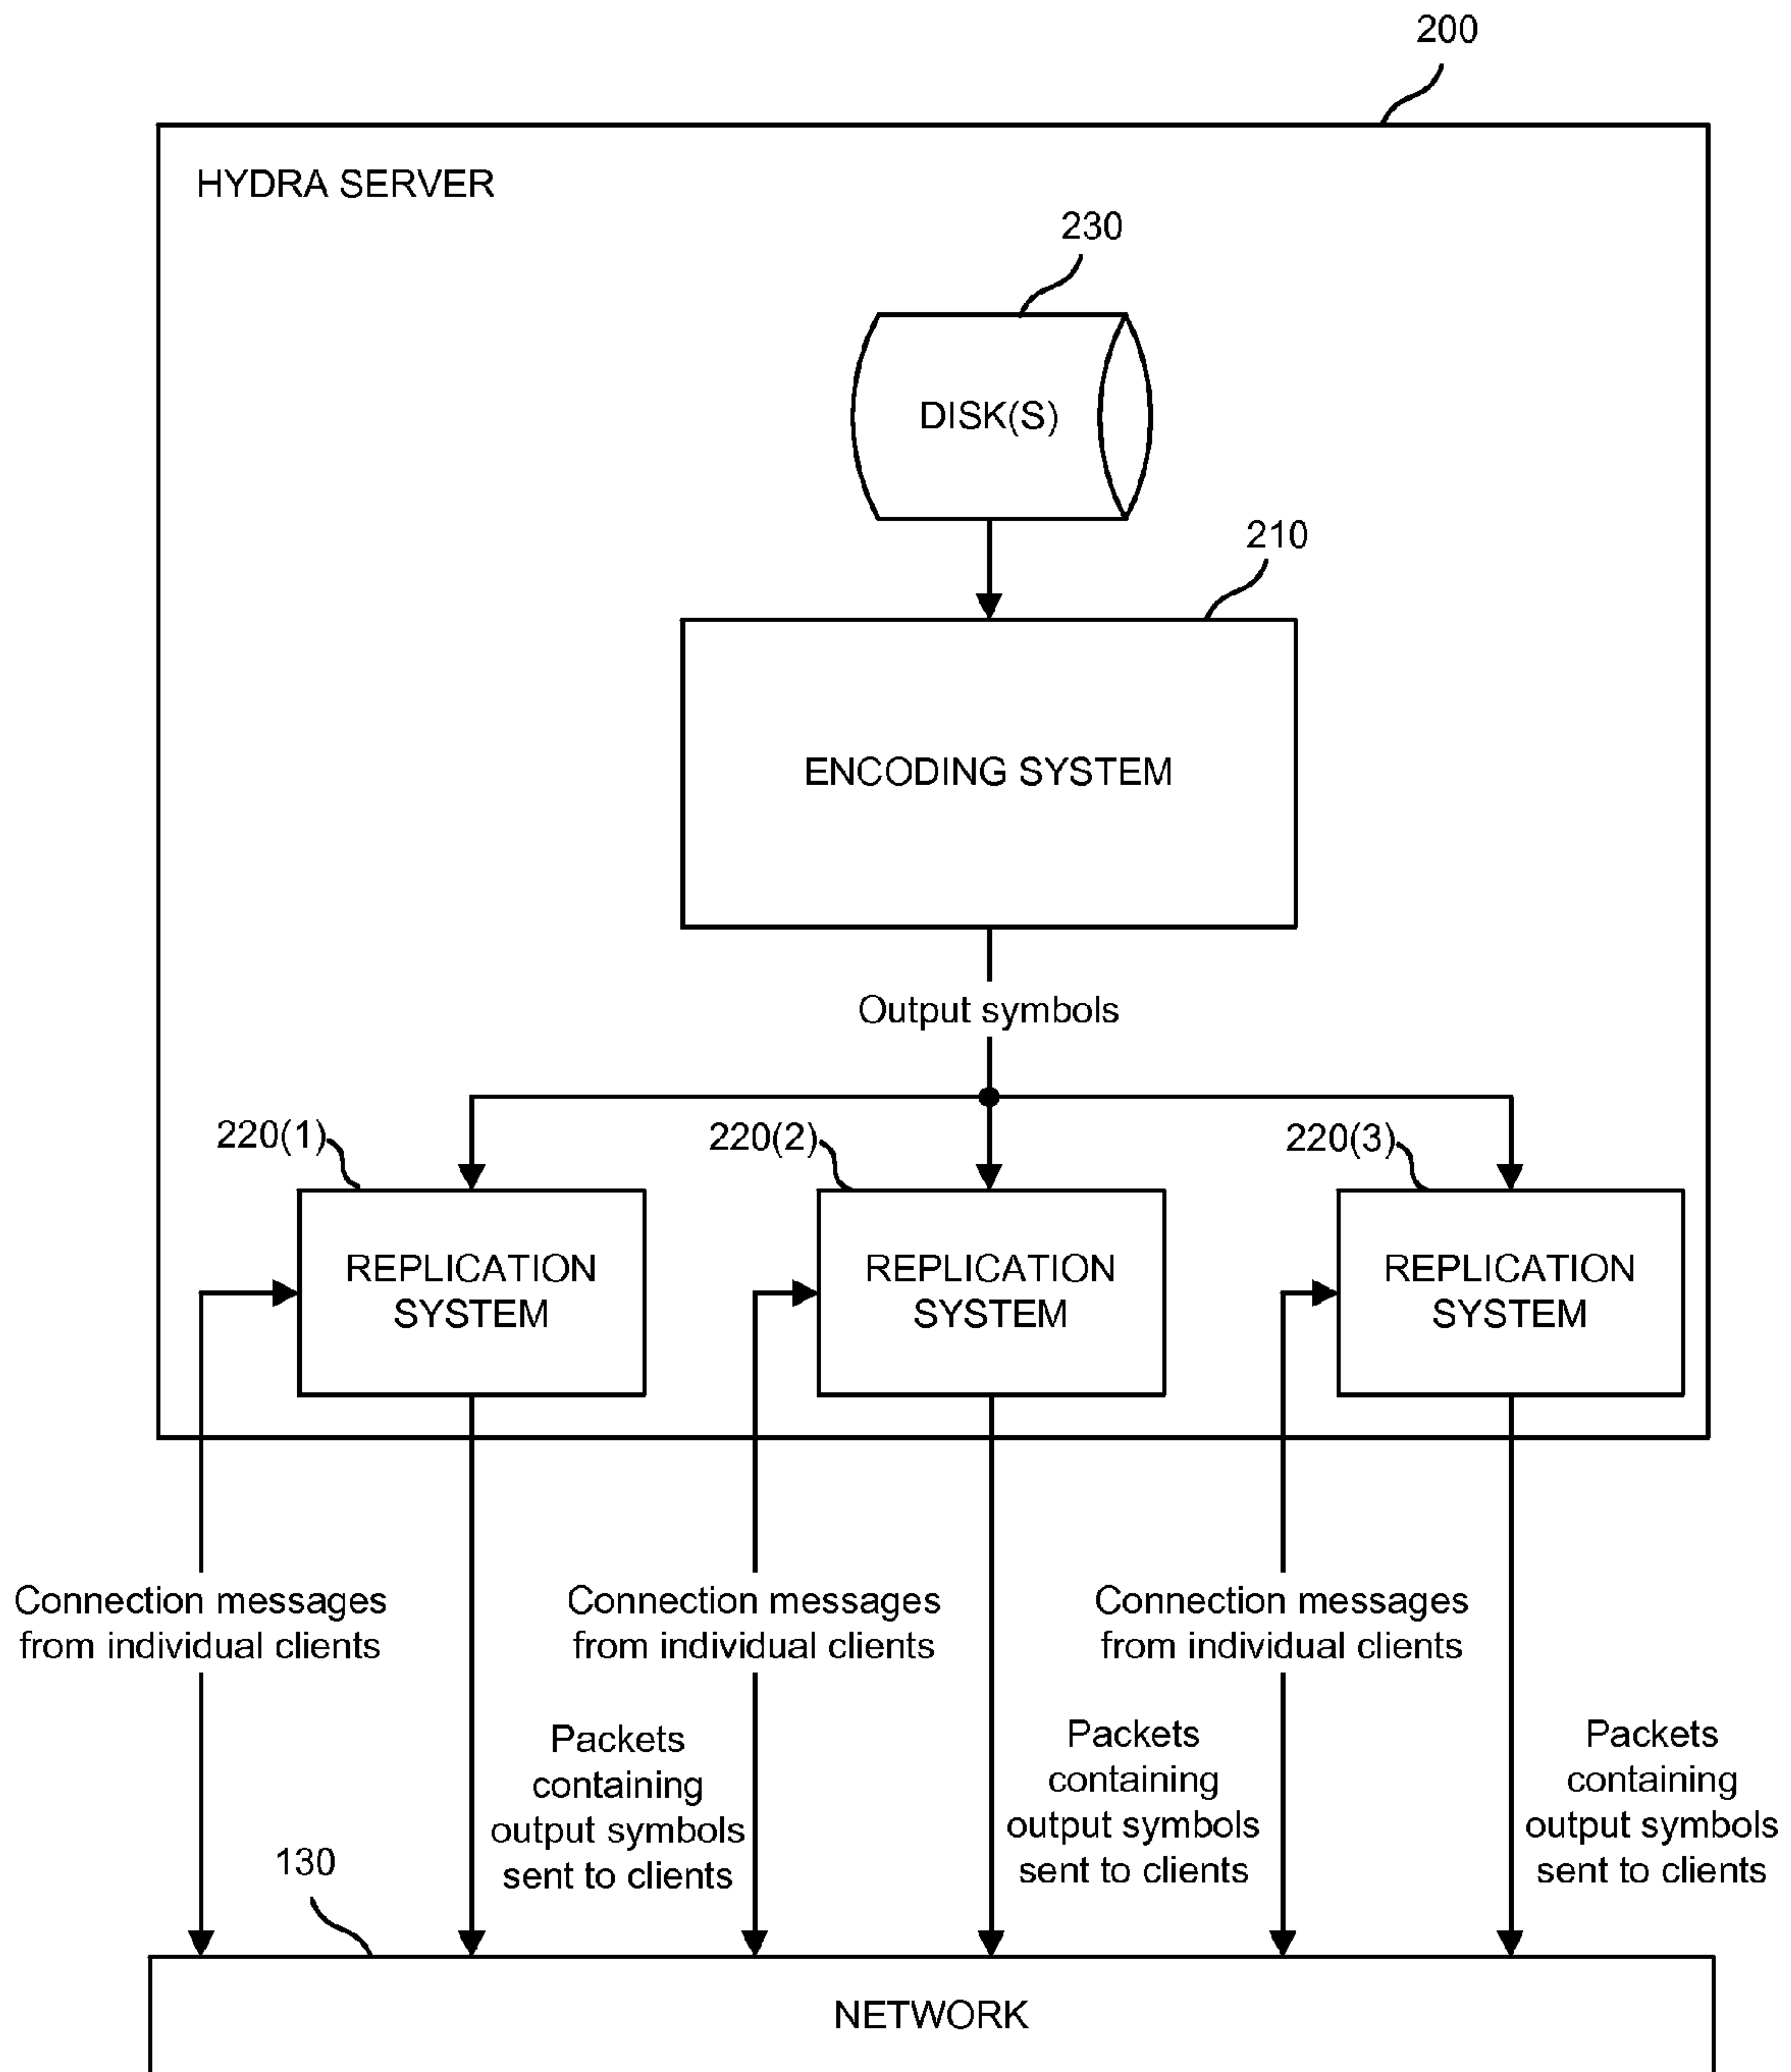 200
HYDRA SERVER
230
DISK(S)
210
ENCODING SYSTEM
Output symbols
220(1)
220(2)
220(3)
REPLICATION
SYSTEM
REPLICATION
SYSTEM
REPLICATION
SYSTEM
Connection messages
from individual clients
Connection messages
from individual clients
Connection messages
from individual clients
Packets
containing
output symbols
sent to clients
Packets
containing
output symbols
sent to clients
Packets
containing
output symbols
sent to clients
130
NETWORK